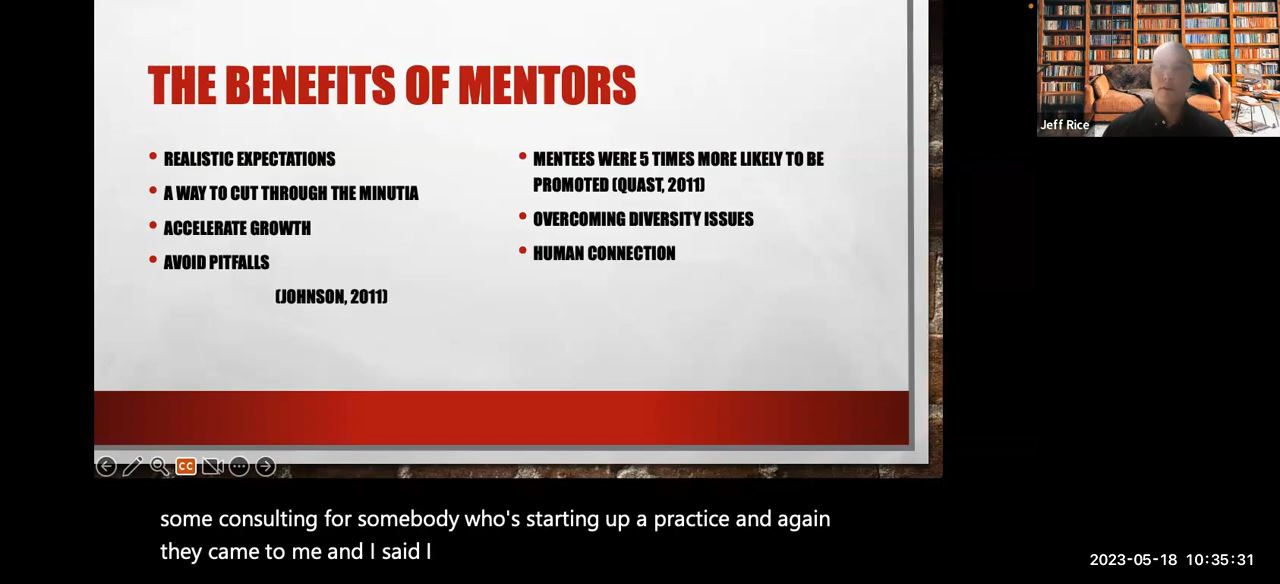 THE BENEFITS OF MENTORS
• REALISTIC EXPECTATIONS
• A WAY TO CUT THROUGH THE MINUTIA
• ACCELERATE GROWTH
• AVOID PITFALLS
(JOHNSON, 2011)
• MENTEES WERE 5 TIMES MORE LIKELY TO BE
PROMOTED (QUAST, 2011)
• OVERCOMING DIVERSITY ISSUES
• HUMAN CONNECTION
Jeff Rice
CC
some consulting for somebody who's starting up a practice and again
they came to me and I said I
2023-05-18 10:35:31